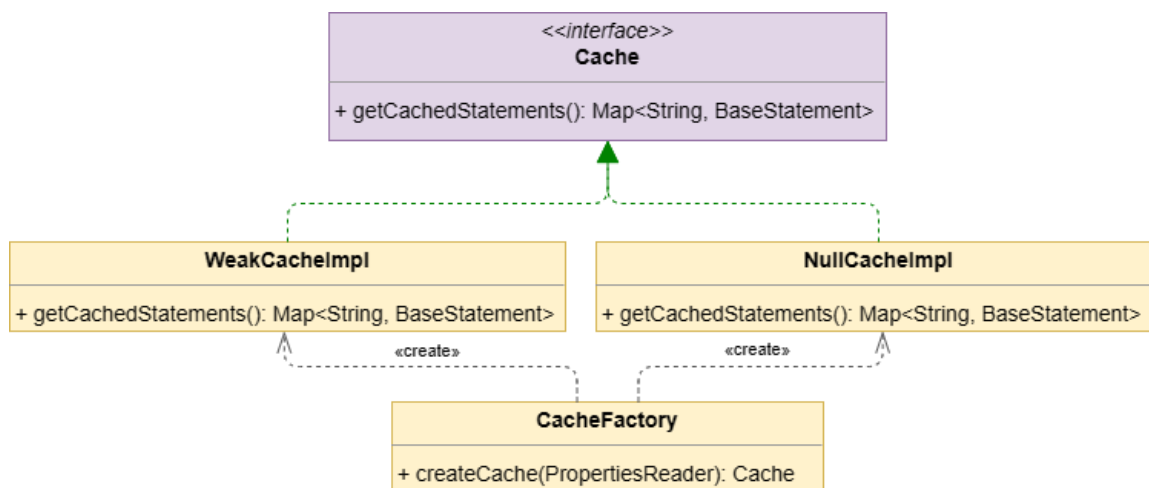 <<interface>>
Cache
+ getCachedStatements(): Map<String, BaseStatement>
WeakCacheImpl
+ getCachedStatements(): Map<String, BaseStatement>
NullCacheImpl
+ getCachedStatements(): Map<String, BaseStatement>
«create»
«create»
CacheFactory
+ createCache(PropertiesReader): Cache